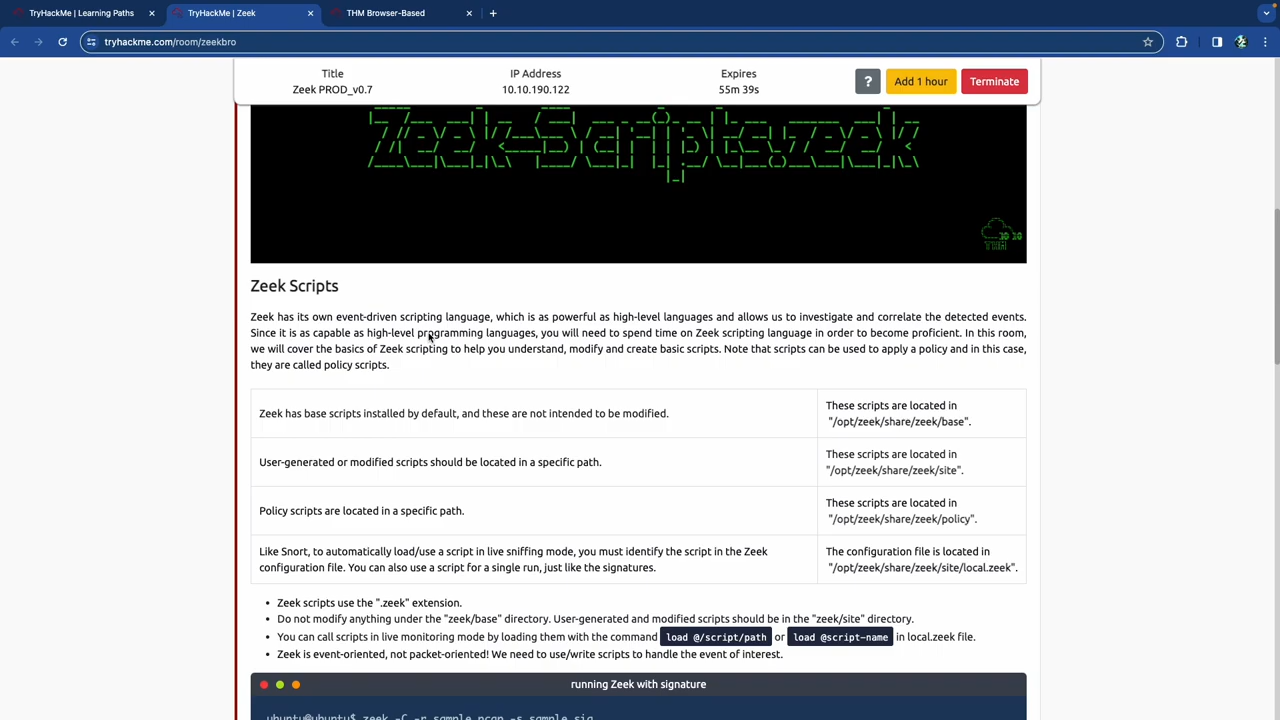 TryHackMe | Learning Paths
TryHackMe | Zeek
THM Browser-Based
tryhackme.com/room/zeekbro
Title
Zeek PROD_v0.7
IP Address
10.10.190.122
Expires
55m 39s
?
Add 1 hour
Terminate
Zeek Scripts
Zeek has its own event-driven scripting language, which is as powerful as high-level languages and allows us to investigate and correlate the detected events.
Since it is as capable as high-level programming languages, you will need to spend time on Zeek scripting language in order to become proficient. In this room,
we will cover the basics of Zeek scripting to help you understand, modify and create basic scripts. Note that scripts can be used to apply a policy and in this case,
they are called policy scripts.
Zeek has base scripts installed by default, and these are not intended to be modified.
These scripts are located in
"/opt/zeek/share/zeek/base".
User-generated or modified scripts should be located in a specific path.
These scripts are located in
"/opt/zeek/share/zeek/site".
Policy scripts are located in a specific path.
These scripts are located in
"/opt/zeek/share/zeek/policy".
Like Snort, to automatically load/use a script in live sniffing mode, you must identify the script in the Zeek
configuration file. You can also use a script for a single run, just like the signatures.
The configuration file is located in
"/opt/zeek/share/zeek/site/local.zeek".
• Zeek scripts use the ".zeek" extension.
• Do not modify anything under the "zeek/base" directory. User-generated and modified scripts should be in the "zeek/site" directory.
• You can call scripts in live monitoring mode by loading them with the command load @/script/path or load @script-name in local.zeek file.
• Zeek is event-oriented, not packet-oriented! We need to use/write scripts to handle the event of interest.
running Zeek with signature
ubuntu@ubuntu$ zeek -C -r sample.pcap -s sample.sig